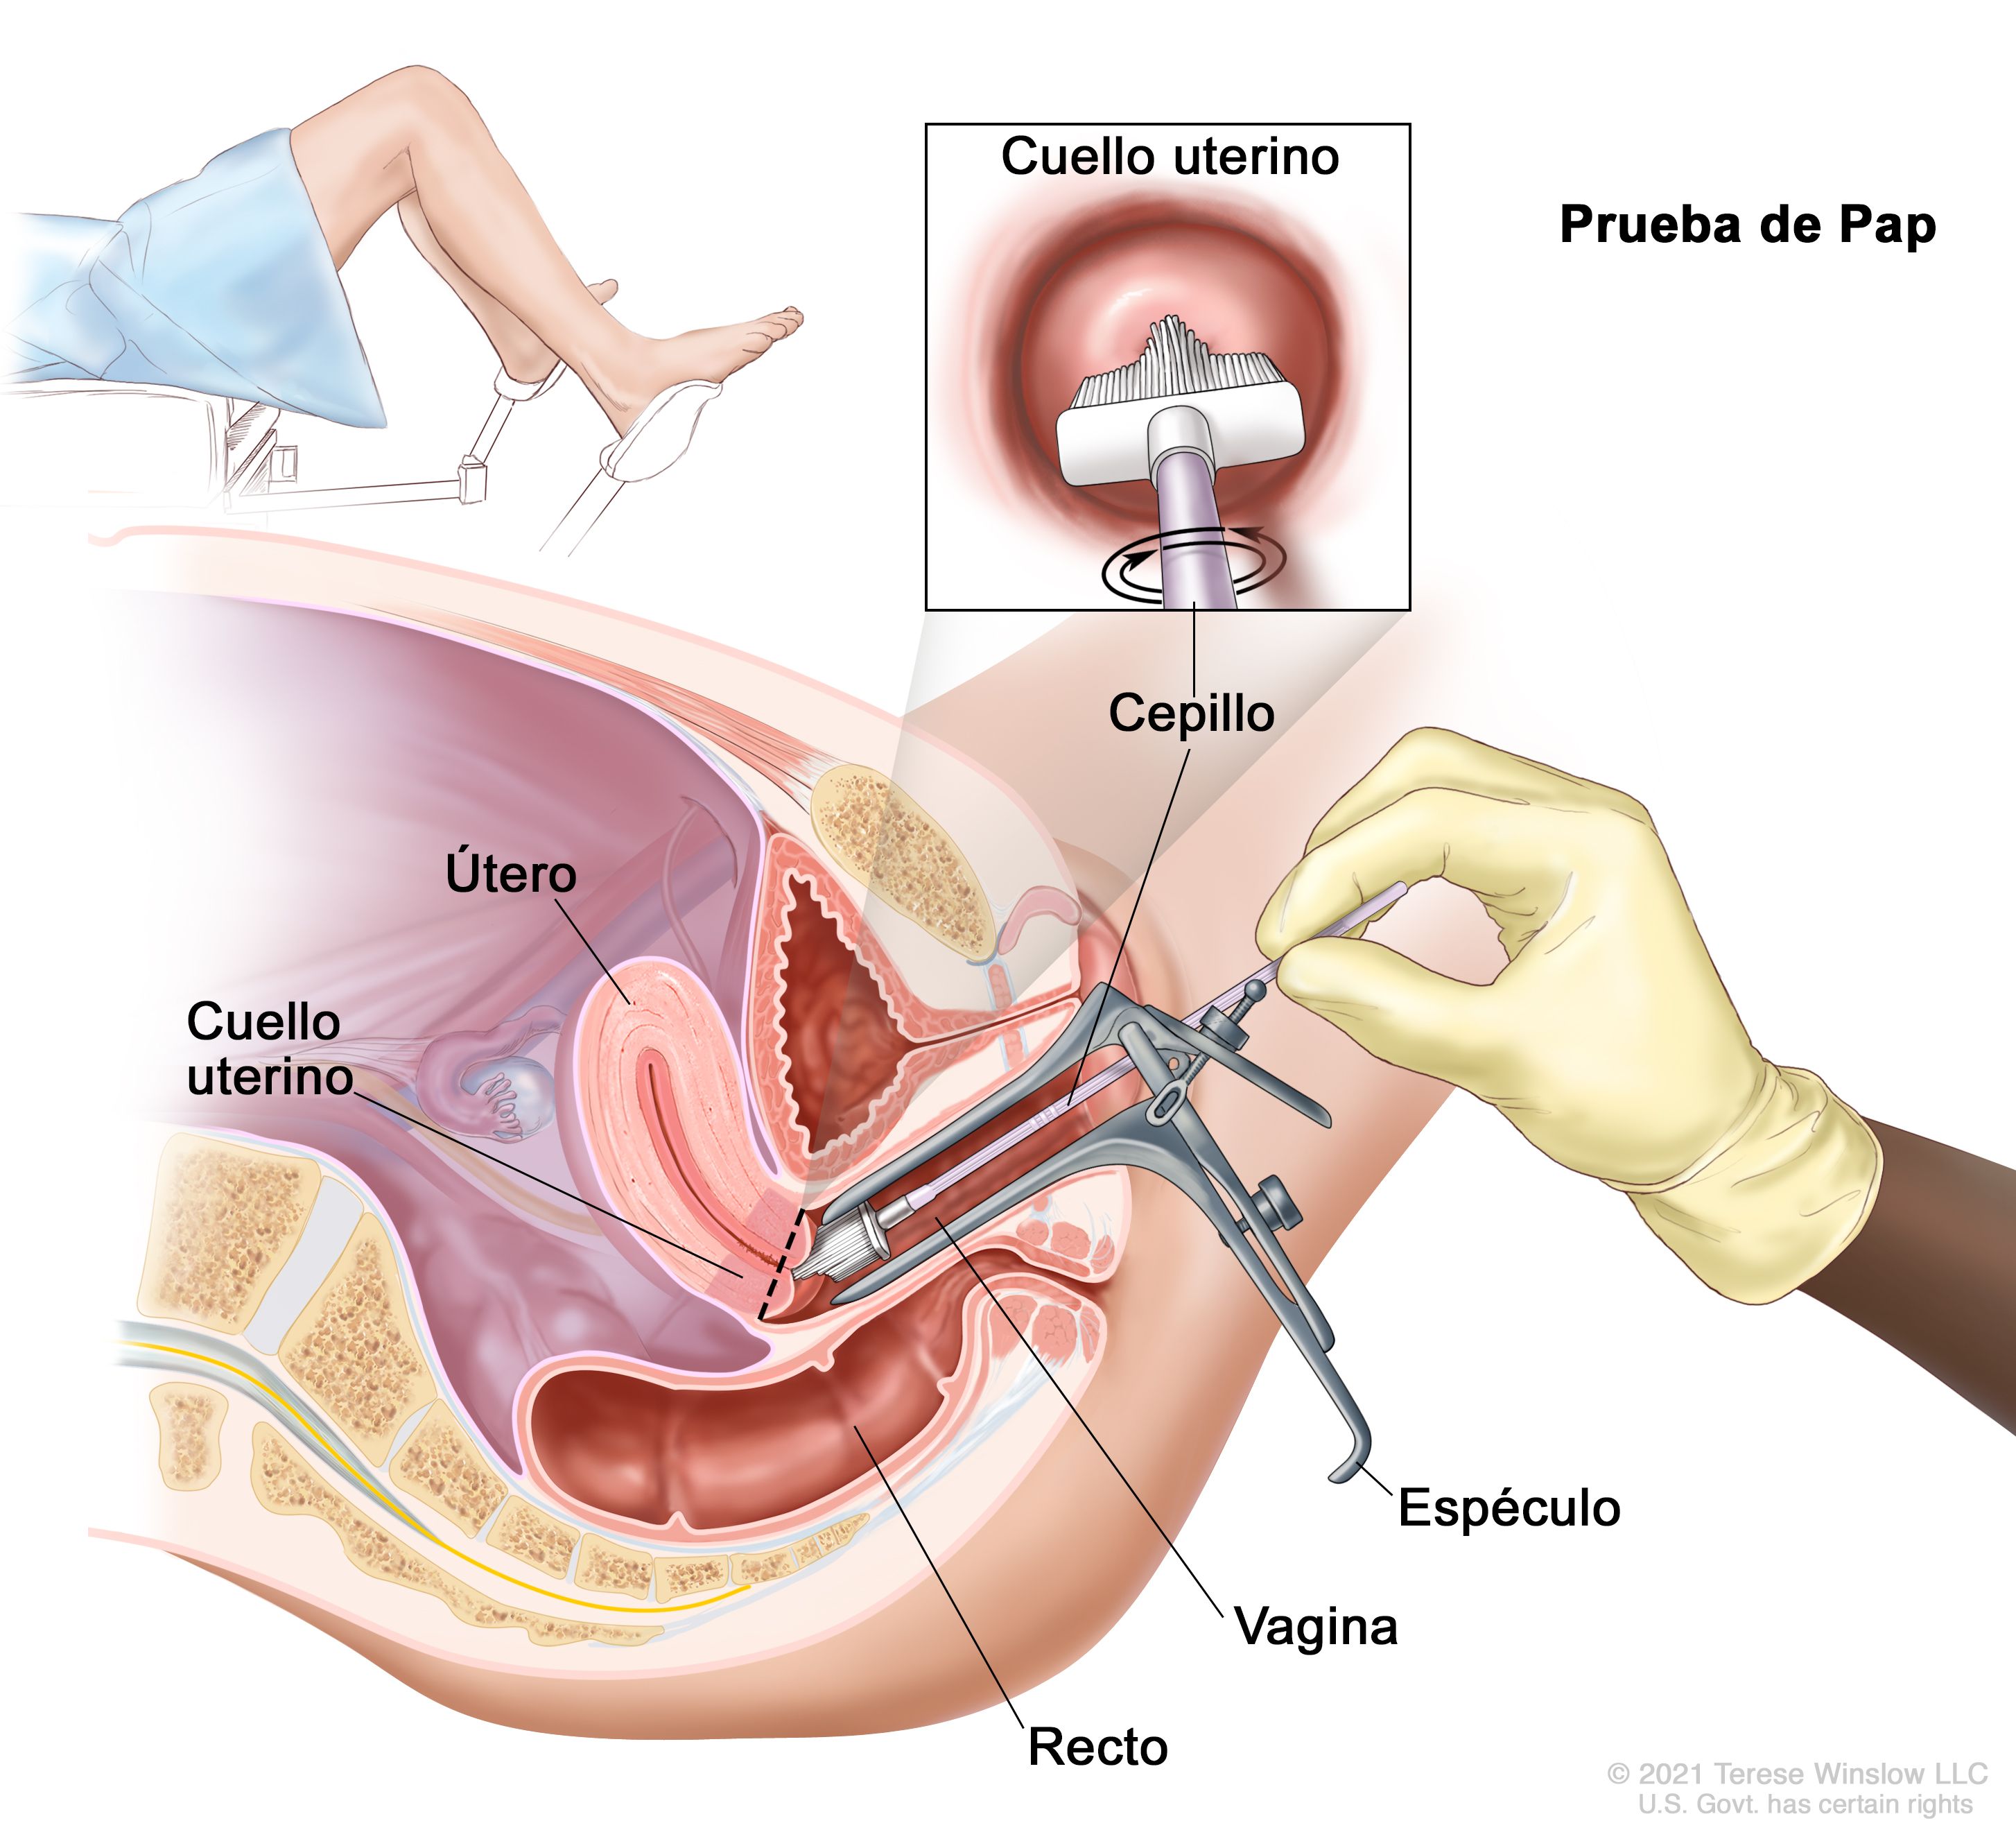 Cuello uterino
Prueba de Pap
Cepillo
Útero
Cuello
uterino
Espéculo
Vagina
Recto
© 2021 Terese Winslow LLC
U.S. Govt. has certain rights